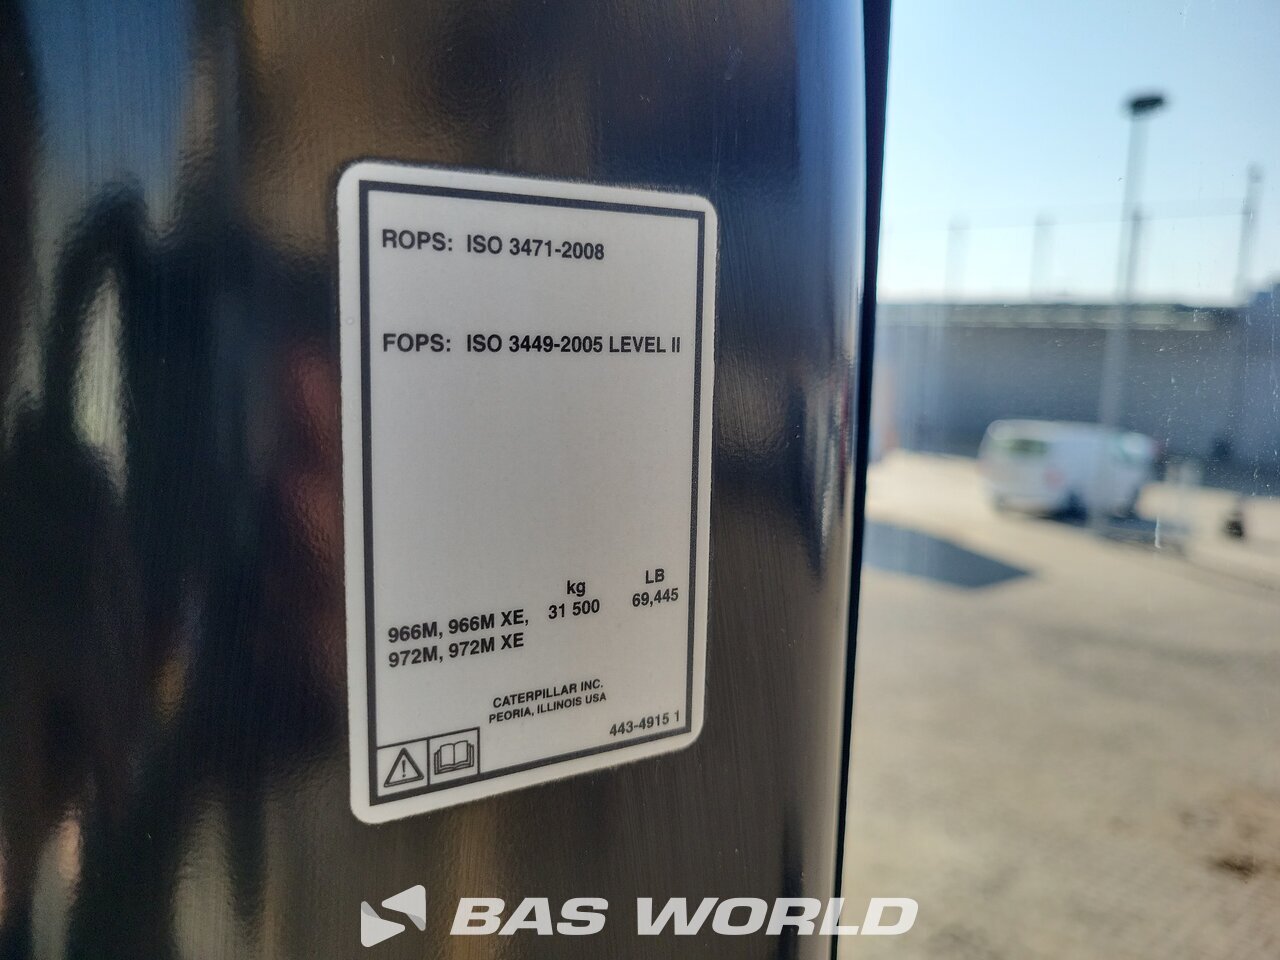 ROPS: ISO 3471-2008
FOPS: ISO 3449-2005 LEVEL II
kg LB
966M, 966M XE, 31 500 69,445
972M, 972M XE
CATERPILLAR INC.
PEORIA, ILLINOIS USA
443-4915 1
BAS WORLD